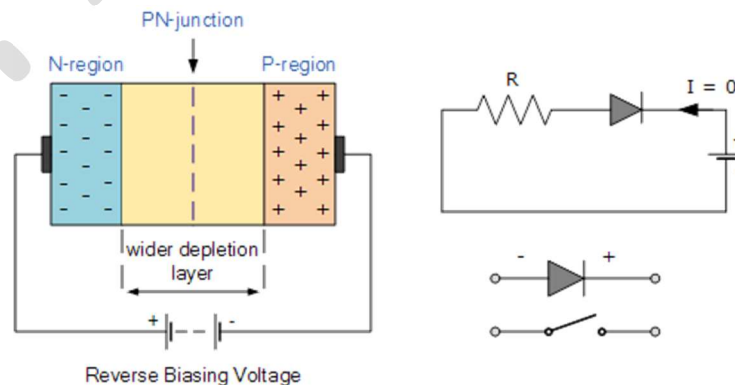 PN-junction
N-region
P-region
wider depletion
layer
+
-
Reverse Biasing Voltage
R
I = 0
+
-
+